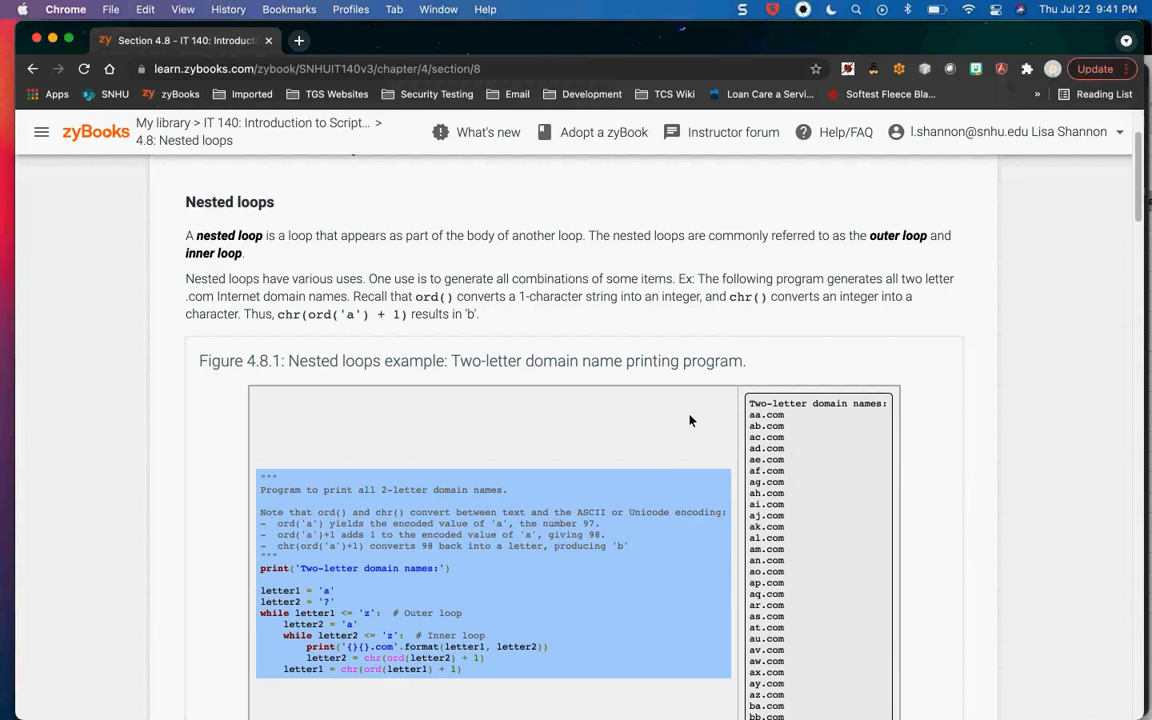 Chrome File Edit View History Bookmarks Profiles Tab Window Help Thu Jul 22 9:41 PM
zy Section 4.8 - IT 140: Introduct
learn.zybooks.com/zybook/SNHUIT140v3/chapter/4/section/8 Update
Apps SNHU zy zyBooks Imported TGS Websites Security Testing Email Development TCS Wiki Loan Care a Servi... Softest Fleece Bla... » Reading List
zyBooks My library > IT 140: Introduction to Script... > What's new Adopt a zyBook Instructor forum Help/FAQ l.shannon@snhu.edu Lisa Shannon
4.8: Nested loops
Nested loops
A nested loop is a loop that appears as part of the body of another loop. The nested loops are commonly referred to as the outer loop and
inner loop.
Nested loops have various uses. One use is to generate all combinations of some items. Ex: The following program generates all two letter
.com Internet domain names. Recall that ord() converts a 1-character string into an integer, and chr() converts an integer into a
character. Thus, chr(ord('a') + 1) results in 'b'.
Figure 4.8.1: Nested loops example: Two-letter domain name printing program.
"""
Program to print all 2-letter domain names.
Note that ord() and chr() convert between text and the ASCII or Unicode encoding:
- ord('a') yields the encoded value of 'a', the number 97.
- ord('a')+1 adds 1 to the encoded value of 'a', giving 98.
- chr(ord('a')+1) converts 98 back into a letter, producing 'b'
"""
print('Two-letter domain names:')
letter1 = 'a'
letter2 = '?'
while letter1 <= 'z': # Outer loop
letter2 = 'a'
while letter2 <= 'z': # Inner loop
print('{}{}.com'.format(letter1, letter2))
letter2 = chr(ord(letter2) + 1)
letter1 = chr(ord(letter1) + 1)
Two-letter domain names:
aa.com
ab.com
ac.com
ad.com
ae.com
af.com
ag.com
ah.com
ai.com
aj.com
ak.com
al.com
am.com
an.com
ao.com
ap.com
aq.com
ar.com
as.com
at.com
au.com
av.com
aw.com
ax.com
ay.com
az.com
ba.com
bb.com